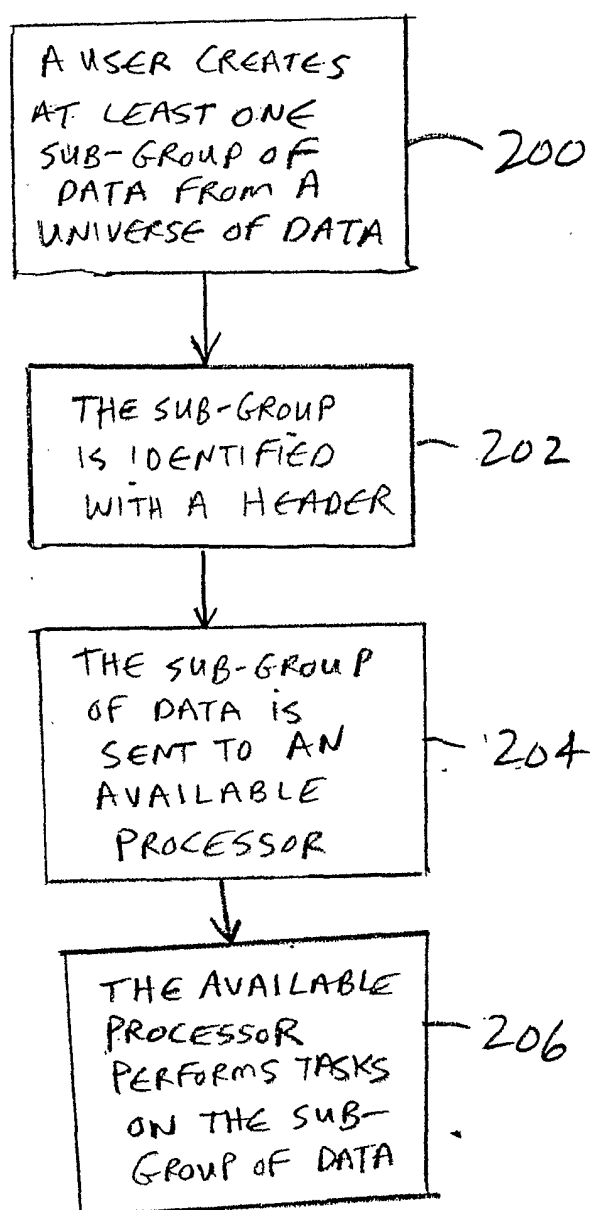 A USER CREATES
AT LEAST ONE
SUB-GROUP OF
DATA FROM A
UNIVERSE OF DATA
200
THE SUB-GROUP
IS IDENTIFIED
WITH A HEADER
202
THE SUB-GROUP
OF DATA IS
SENT TO AN
AVAILABLE
PROCESSOR
204
THE AVAILABLE
PROCESSOR
PERFORMS TASKS
ON THE SUB-
GROUP OF DATA
206